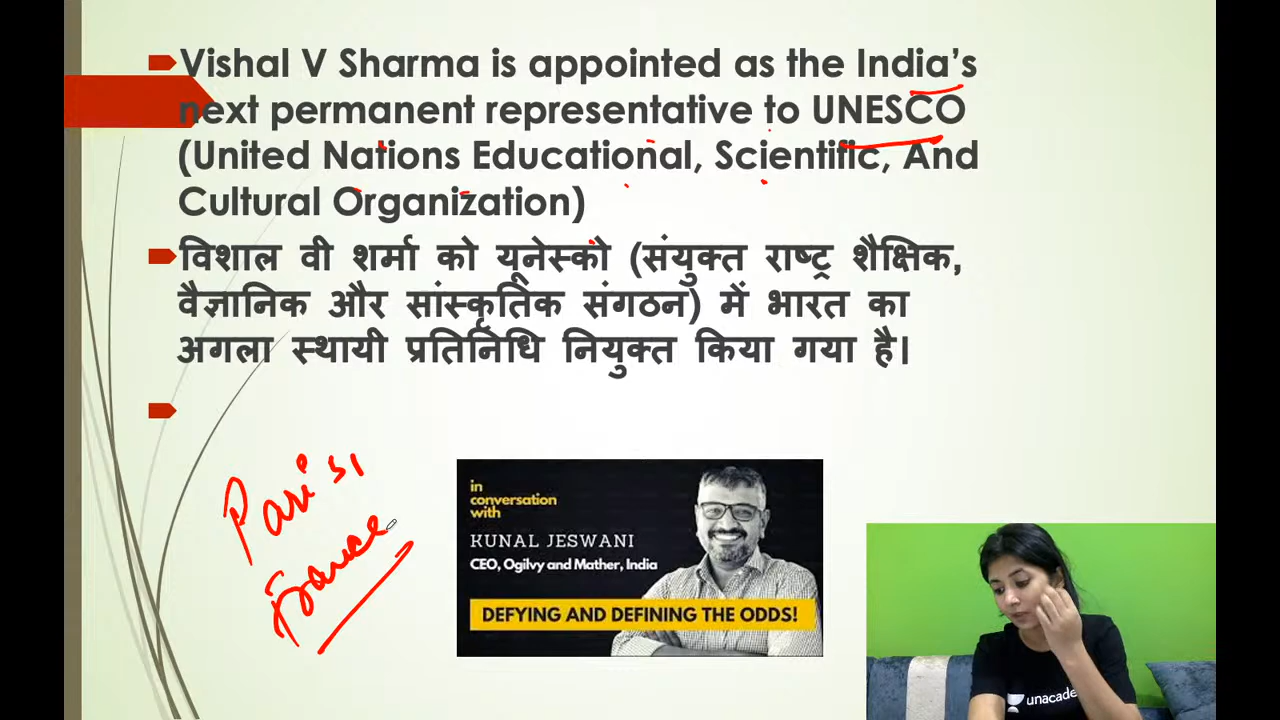 Vishal V Sharma is appointed as the India's
next permanent representative to UNESCO
(United Nations Educational, Scientific, And
Cultural Organization)
विशाल वी शर्मा को यूनेस्को (संयुक्त राष्ट्र शैक्षिक,
वैज्ञानिक और सांस्कृतिक संगठन) में भारत का
अगला स्थायी प्रतिनिधि नियुक्त किया गया है।
Paris,
France
in
conversation
with
KUNAL JESWANI
CEO, Ogilvy and Mather, India
DEFYING AND DEFINING THE ODDS!
unacade